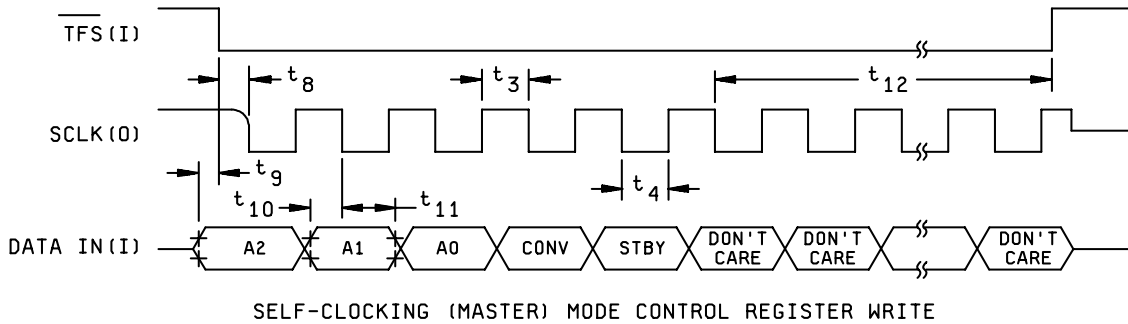 TFS(I)
t8
t3
t12
SCLK(O)
t9
t10
t11
t4
DATA IN(I)
A2
A1
A0
CONV
STBY
DON'T CARE
DON'T CARE
DON'T CARE
SELF-CLOCKING (MASTER) MODE CONTROL REGISTER WRITE